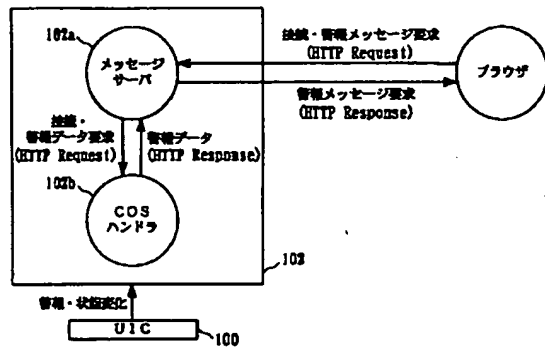 102a
メッセージ
サーバ
接続・警報メッセージ要求
(HTTP Request)
警報メッセージ要求
(HTTP Response)
ブラウザ
接続・
警報データ要求
(HTTP Request)
警報データ
(HTTP Response)
102b
COS
ハンドラ
102
警報・状態変化
UIC
100